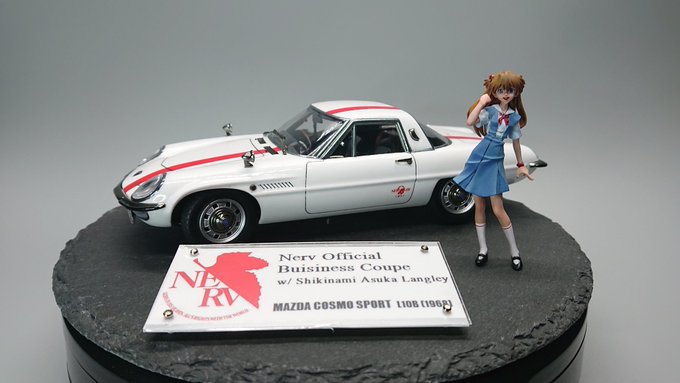 Nerv Official
Buisiness Coupe
w/ Shikinami Asuka Langley
NERV
MAZDA COSMO SPORT L10B (1968)